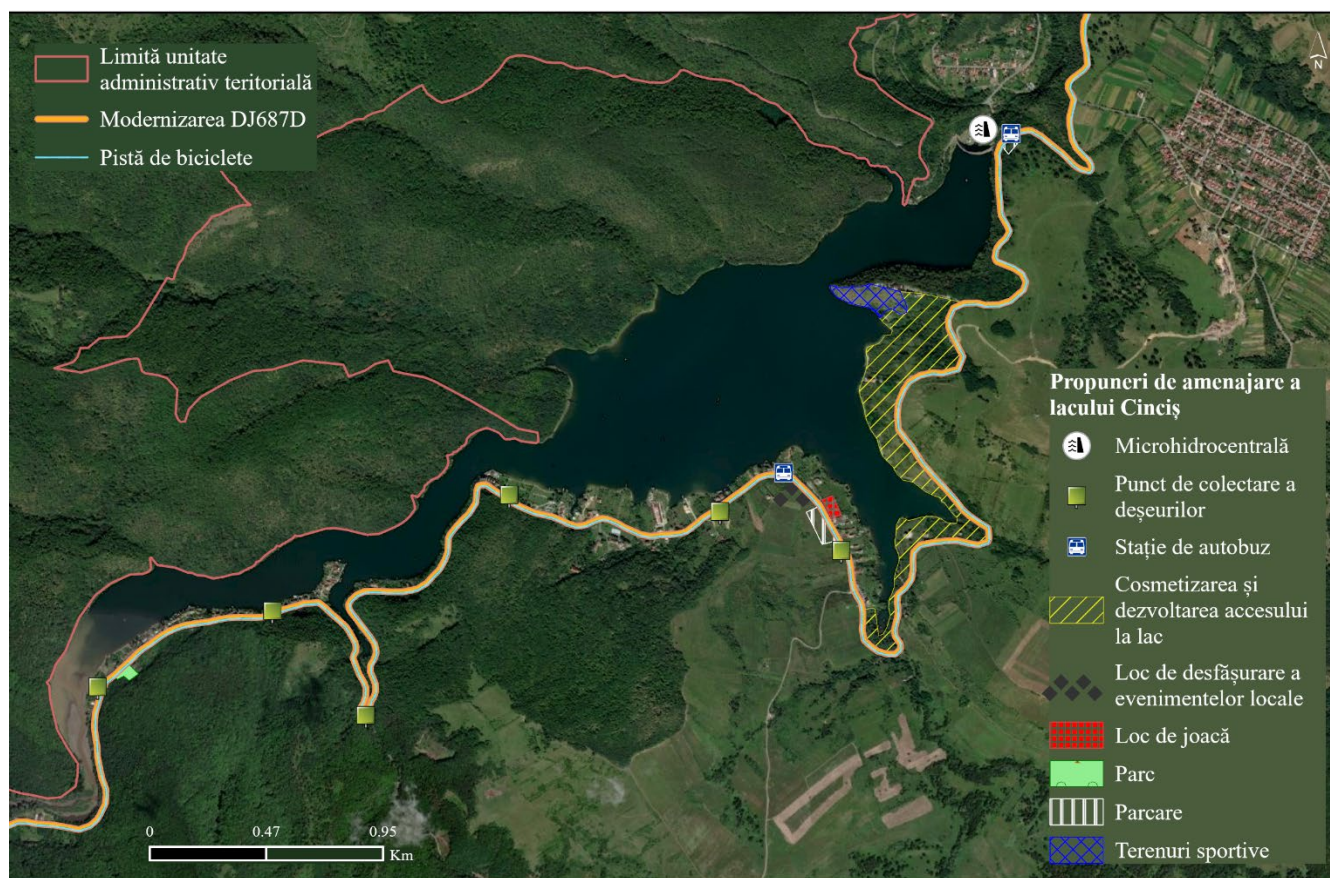 Limită unitate
administrativ teritorială
Modernizarea DJ687D
Pistă de biciclete
N
Propuneri de amenajare a
lacului Cinciș
Microhidrocentrală
Punct de colectare a
deșeurilor
Stație de autobuz
Cosmetizarea și
dezvoltarea accesului
la lac
Loc de desfășurare a
evenimentelor locale
Loc de joacă
Parc
Parcare
Terenuri sportive
0 0.47 0.95
Km